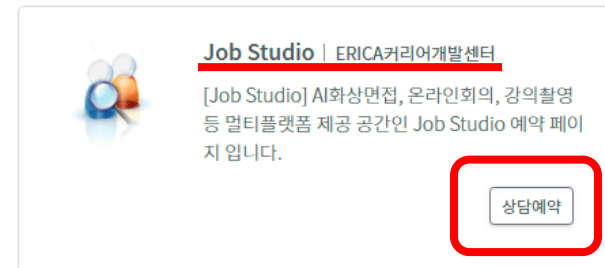 Job Studio | ERICA커리어개발센터
[Job Studio] AI화상면접, 온라인회의, 강의촬영
등 멀티플랫폼 제공 공간인 Job Studio 예약 페이
지 입니다.
상담예약